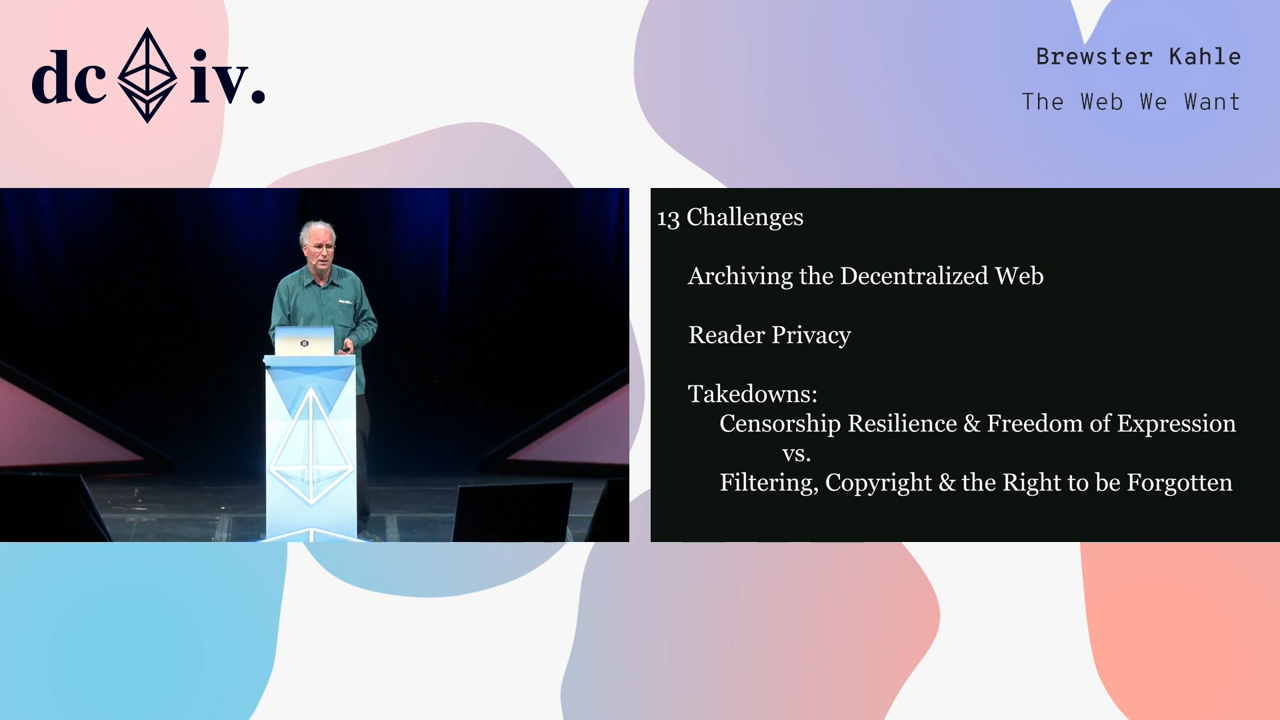 dc iv.
Brewster Kahle
The Web We Want
13 Challenges
Archiving the Decentralized Web
Reader Privacy
Takedowns:
Censorship Resilience & Freedom of Expression
vs.
Filtering, Copyright & the Right to be Forgotten